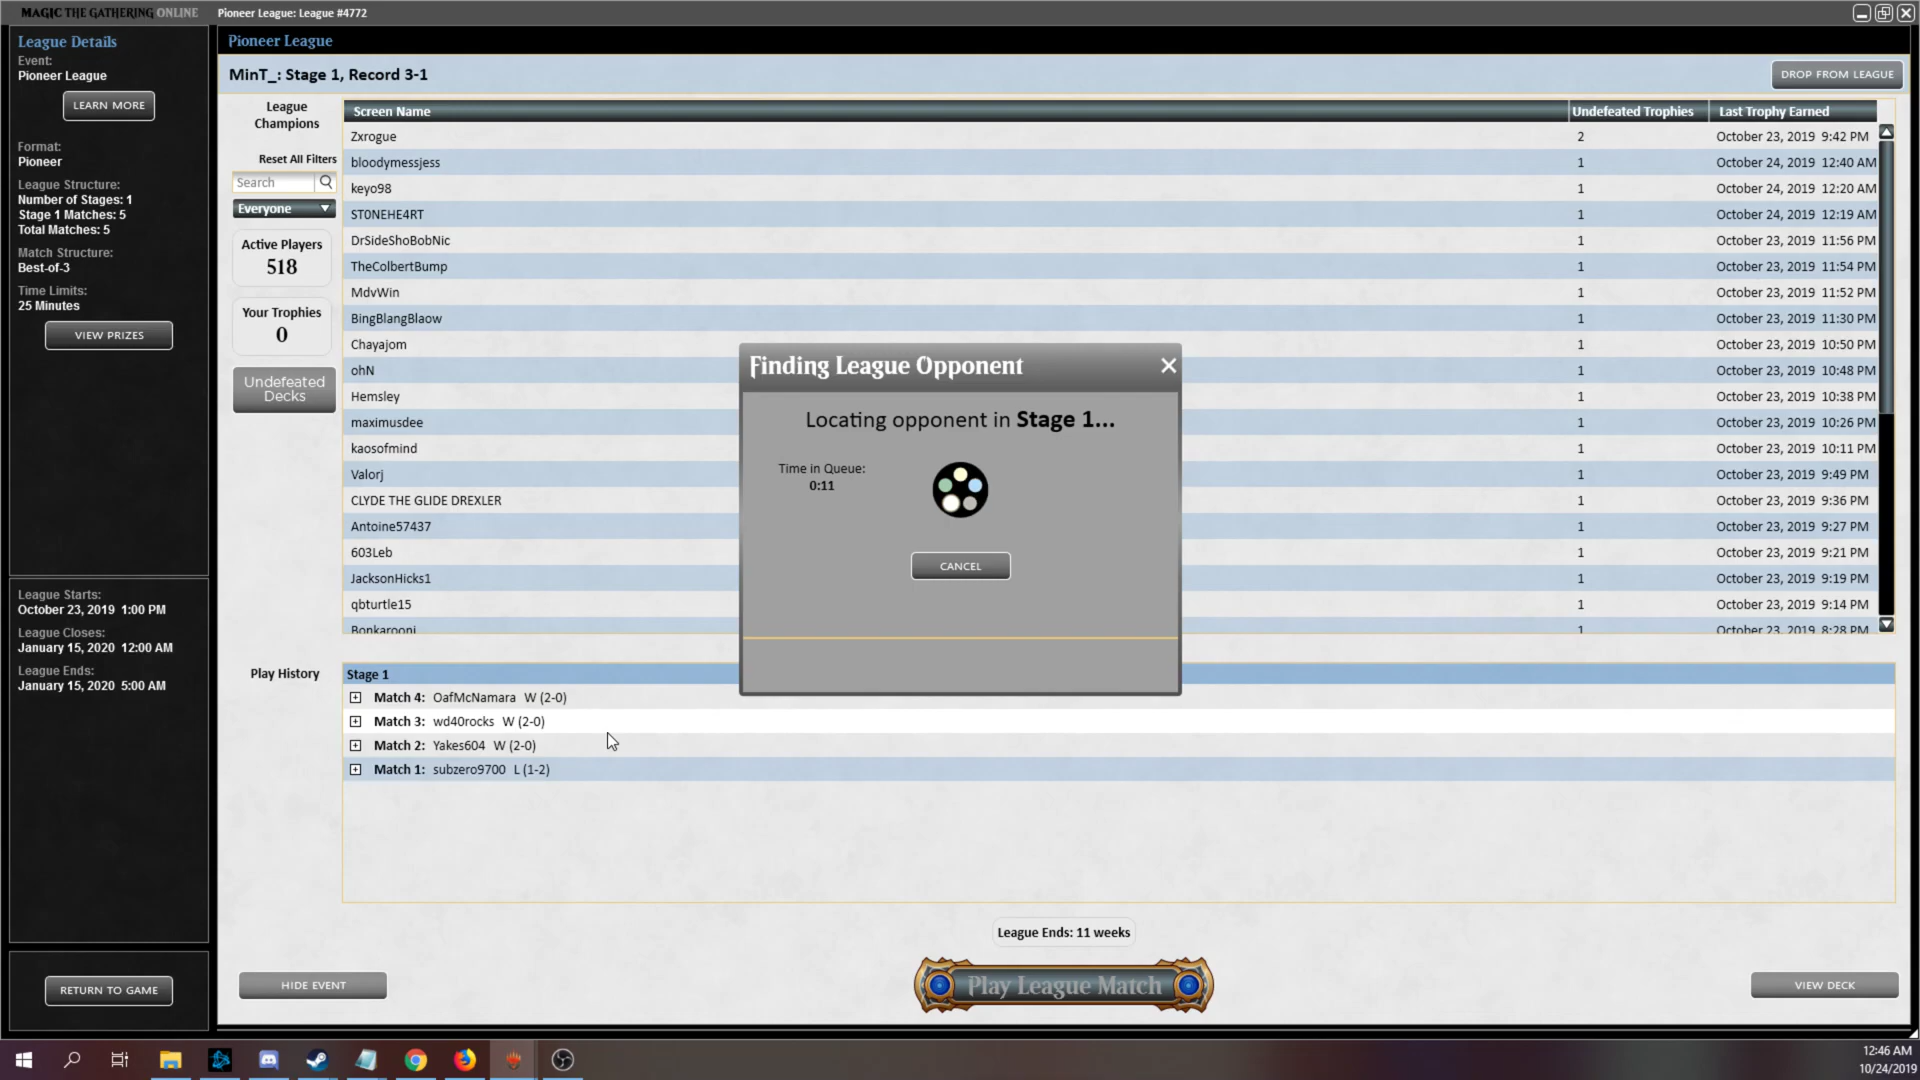 MAGIC THE GATHERING ONLINE
Pioneer League: League #4772
League Details
Event:
Pioneer League
LEARN MORE
Format:
Pioneer
League Structure:
Number of Stages: 1
Stage 1 Matches: 5
Total Matches: 5
Match Structure:
Best-of-3
Time Limits:
25 Minutes
VIEW PRIZES
League Starts:
October 23, 2019 1:00 PM
League Closes:
January 15, 2020 12:00 AM
League Ends:
January 15, 2020 5:00 AM
RETURN TO GAME
Pioneer League
MinT_: Stage 1, Record 3-1
DROP FROM LEAGUE
League
Champions
Reset All Filters
Search
Everyone
Active Players
518
Your Trophies
0
Undefeated
Decks
Screen Name Undefeated Trophies Last Trophy Earned
Zxrogue 2 October 23, 2019 9:42 PM
bloodymessjess 1 October 24, 2019 12:40 AM
keyo98 1 October 24, 2019 12:20 AM
ST0NEHE4RT 1 October 24, 2019 12:19 AM
DrSideShoBobNic 1 October 23, 2019 11:56 PM
TheColbertBump 1 October 23, 2019 11:54 PM
MdvWin 1 October 23, 2019 11:52 PM
BingBlangBlaow 1 October 23, 2019 11:30 PM
Chayajom 1 October 23, 2019 10:50 PM
ohN 1 October 23, 2019 10:48 PM
Hemsley 1 October 23, 2019 10:38 PM
maximusdee 1 October 23, 2019 10:26 PM
kaosofmind 1 October 23, 2019 10:11 PM
Valorj 1 October 23, 2019 9:49 PM
CLYDE THE GLIDE DREXLER 1 October 23, 2019 9:36 PM
Antoine57437 1 October 23, 2019 9:27 PM
603Leb 1 October 23, 2019 9:21 PM
JacksonHicks1 1 October 23, 2019 9:19 PM
qbturtle15 1 October 23, 2019 9:14 PM
Bonkarooni 1 October 23, 2019 8:28 PM
Finding League Opponent
Locating opponent in Stage 1...
Time in Queue:
0:11
CANCEL
Play History
Stage 1
Match 4: OafMcNamara W (2-0)
Match 3: wd40rocks W (2-0)
Match 2: Yakes604 W (2-0)
Match 1: subzero9700 L (1-2)
League Ends: 11 weeks
HIDE EVENT
Play League Match
VIEW DECK
12:46 AM
10/24/2019